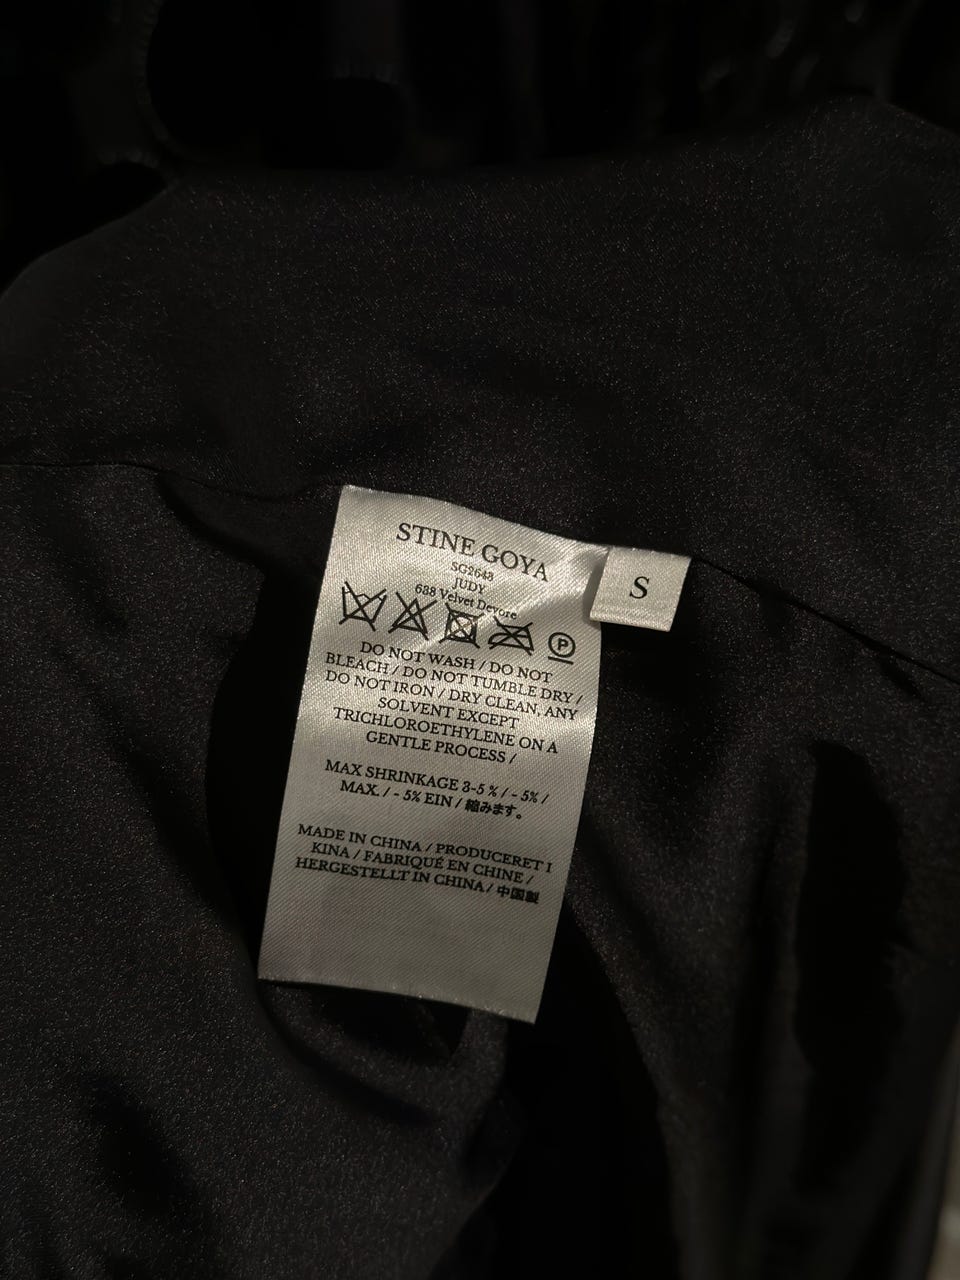 STINE GOYA
SG2643
JUDY
688 Velvet Devore
S
P
DO NOT WASH / DO NOT
BLEACH / DO NOT TUMBLE DRY /
DO NOT IRON / DRY CLEAN, ANY
SOLVENT EXCEPT
TRICHLOROETHYLENE ON A
GENTLE PROCESS /
MAX SHRINKAGE 3-5 % / - 5% /
MAX. / - 5% EIN / 縮みます。
MADE IN CHINA / PRODUCERET I
KINA / FABRIQUÉ EN CHINE /
HERGESTELLT IN CHINA / 中国製